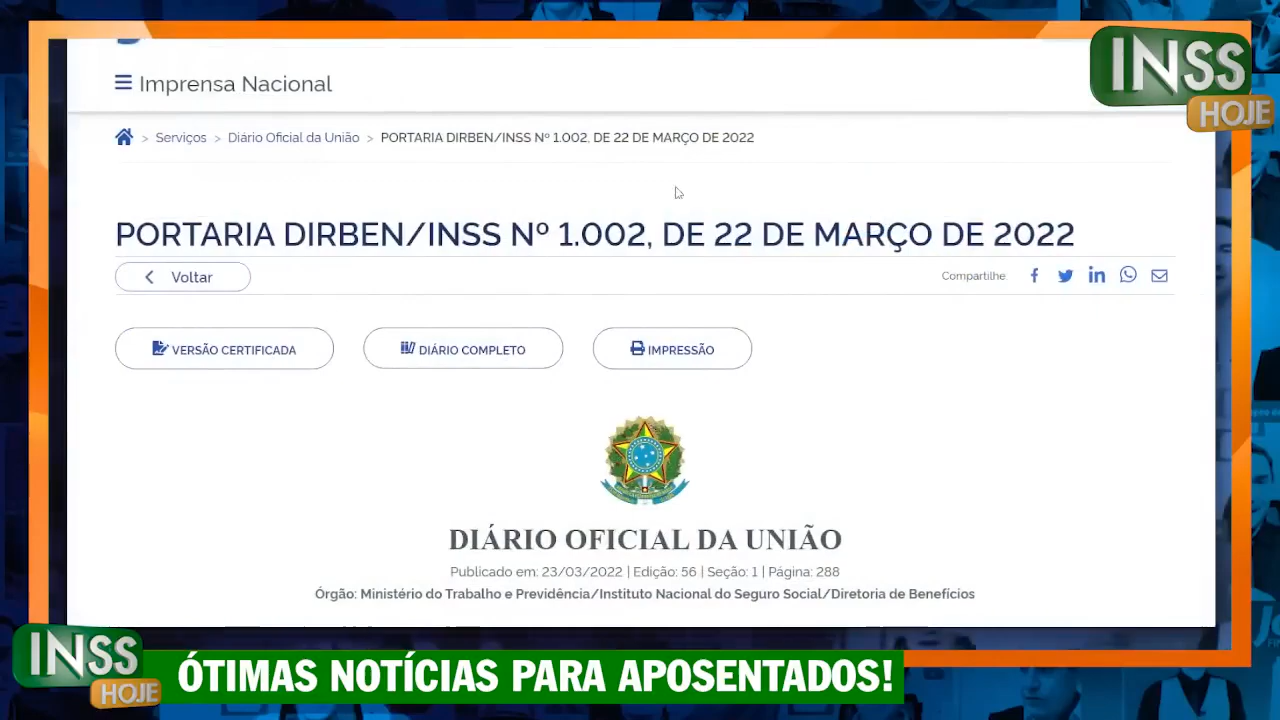 INSS
HOJE
Imprensa Nacional
> Serviços > Diário Oficial da União > PORTARIA DIRBEN/INSS Nº 1.002, DE 22 DE MARÇO DE 2022
PORTARIA DIRBEN/INSS Nº 1.002, DE 22 DE MARÇO DE 2022
Voltar
Compartilhe:
VERSÃO CERTIFICADA
DIÁRIO COMPLETO
IMPRESSÃO
DIÁRIO OFICIAL DA UNIÃO
Publicado em: 23/03/2022 | Edição: 56 | Seção: 1 | Página: 288
Órgão: Ministério do Trabalho e Previdência/Instituto Nacional do Seguro Social/Diretoria de Benefícios
INSS
HOJE
ÓTIMAS NOTÍCIAS PARA APOSENTADOS!